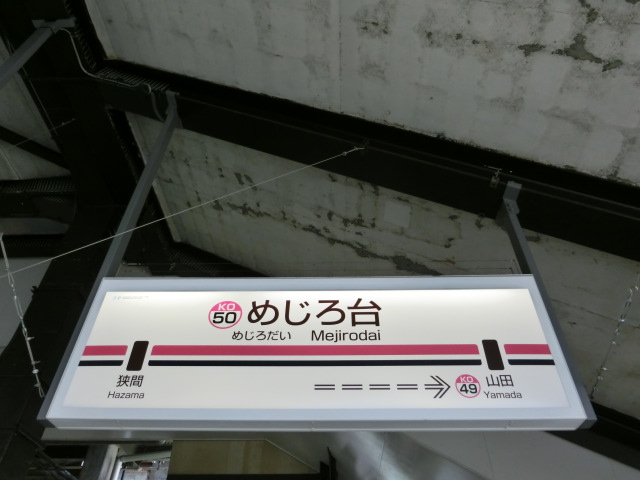 KO 50 めじろ台
めじろだい Mejirodai
狭間 KO 49 山田
Hazama Yamada